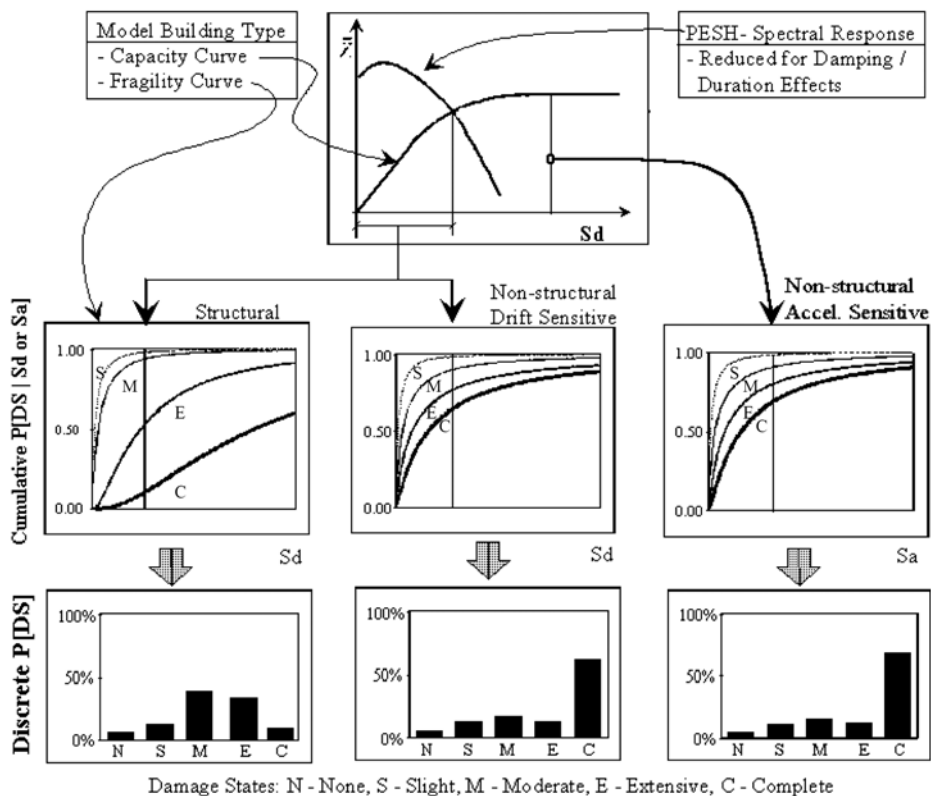 Model Building Type
- Capacity Curve
- Fragility Curve
PESH- Spectral Response
- Reduced for Damping /
Duration Effects
Sd
Structural
Non-structural
Drift Sensitive
Non-structural
Accel. Sensitive
Cumulative P[DS | Sd or Sa]
1.00
0.50
0.00
S
M
E
C
1.00
0.50
0.00
S
M
E
C
1.00
0.50
0.00
S
M
E
C
Sd
Sd
Sa
Discrete P[DS]
100%
50%
0%
N S M E C
100%
50%
0%
N S M E C
100%
50%
0%
N S M E C
Damage States: N - None, S - Slight, M - Moderate, E - Extensive, C - Complete